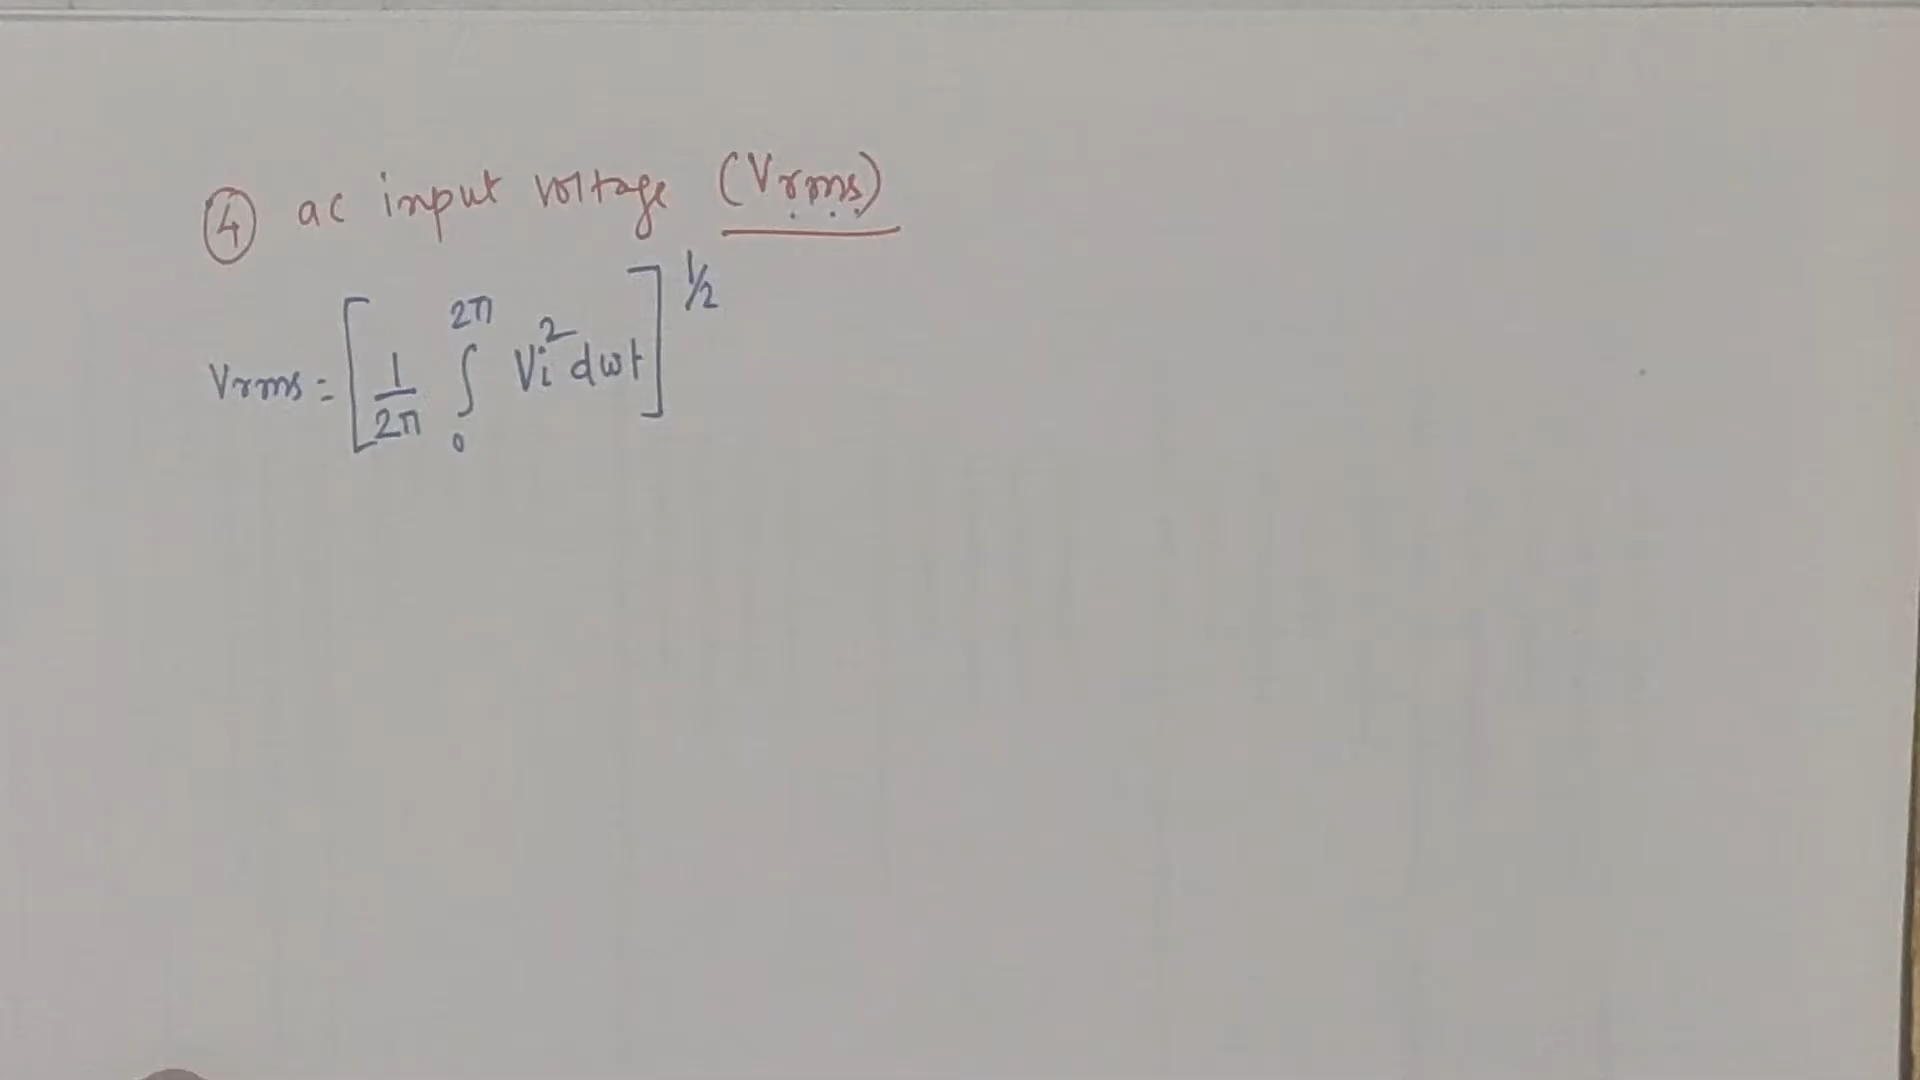 ④ ac input voltage (Vrms)
Vrms = [1/2π ∫₀^2π Vi² dωt]^1/2